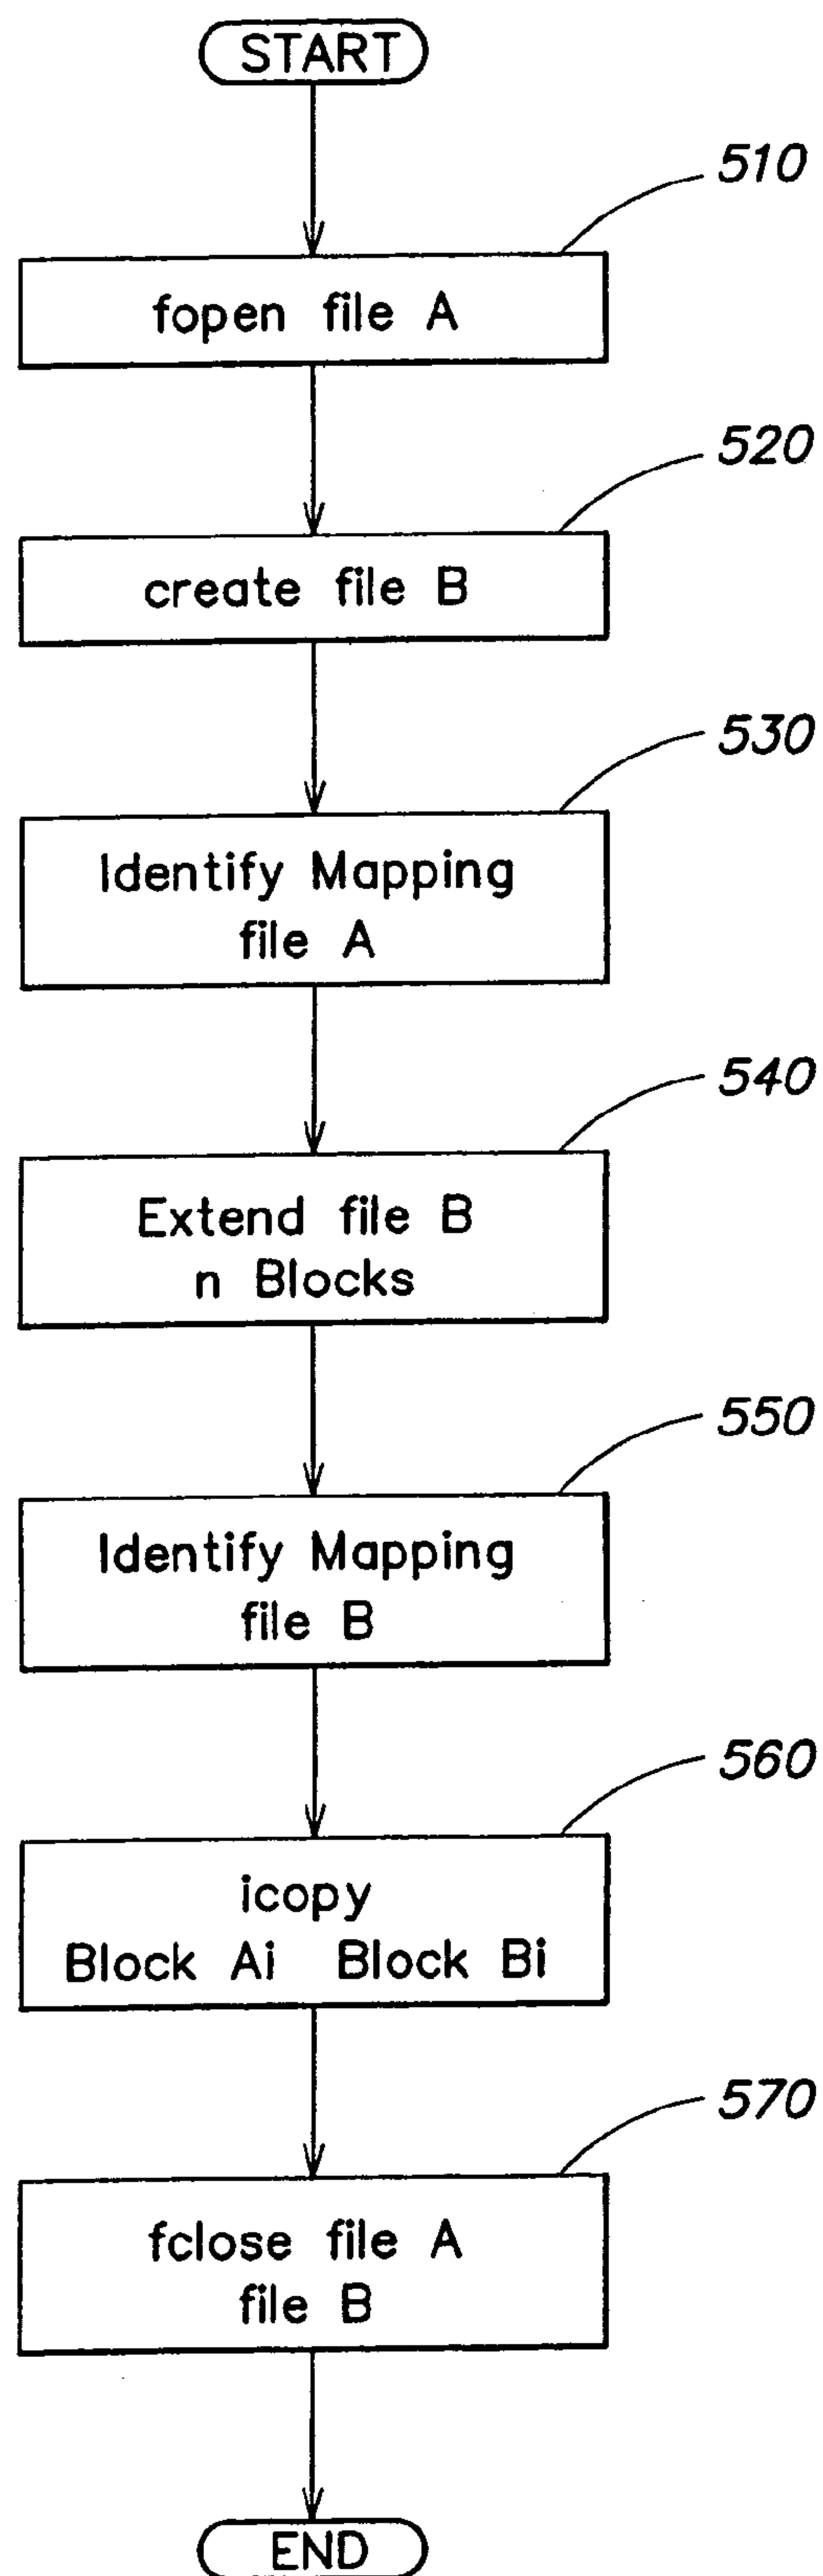 START
510
fopen file A
520
create file B
530
Identify Mapping
file A
540
Extend file B
n Blocks
550
Identify Mapping
file B
560
icopy
Block Ai Block Bi
570
fclose file A
file B
END